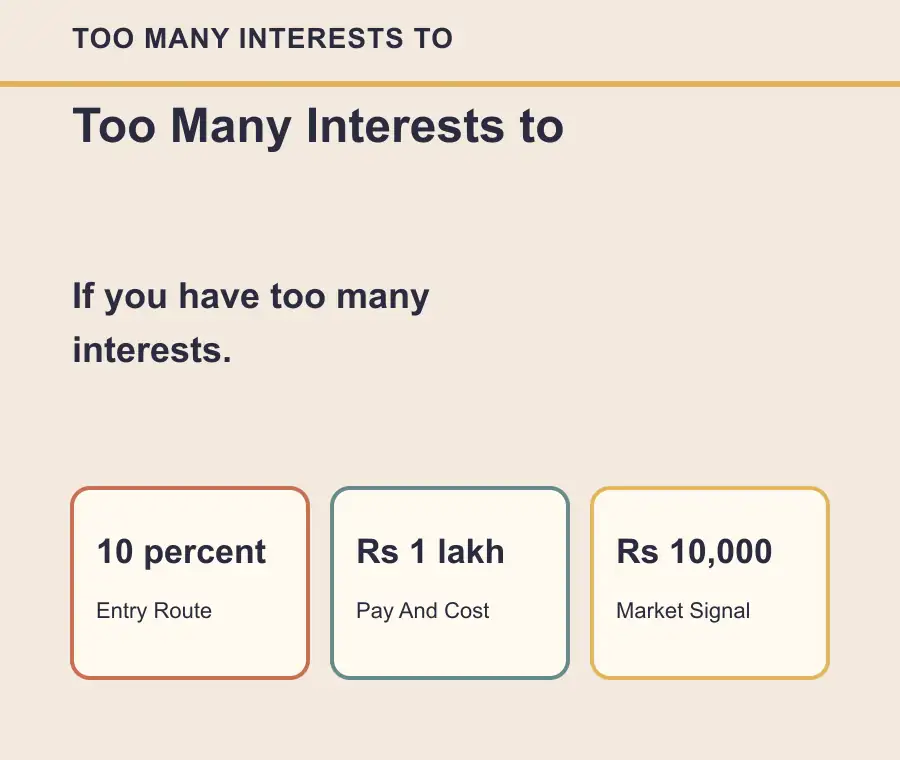 TOO MANY INTERESTS TO
Too Many Interests to
If you have too many
interests.
10 percent
Entry Route
Rs 1 lakh
Pay And Cost
Rs 10,000
Market Signal